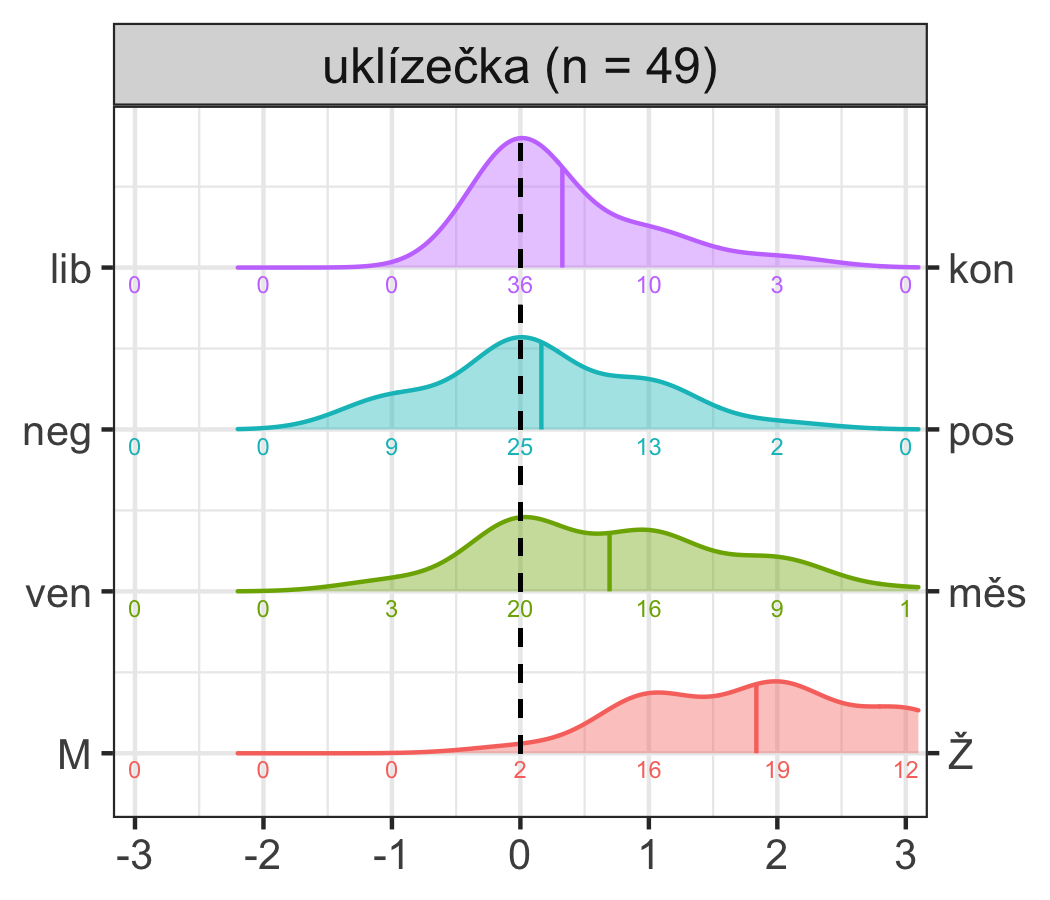 uklízečka (n = 49)
lib kon
0 0 0 36 10 3 0
neg pos
0 0 9 25 13 2 0
ven měs
0 0 3 20 16 9 1
M Ž
0 0 0 2 16 19 12
-3 -2 -1 0 1 2 3